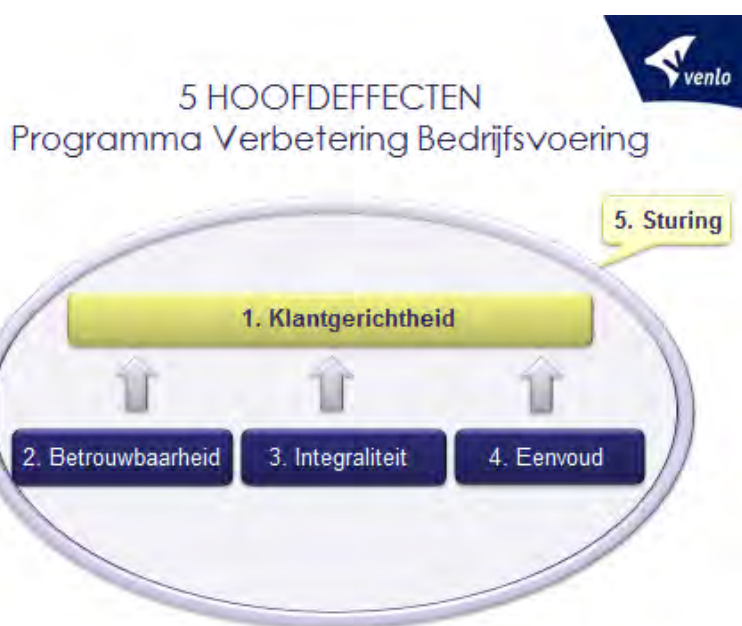 venlo
5 HOOFDEFFECTEN
Programma Verbetering Bedrijfsvoering
5. Sturing
1. Klantgerichtheid
2. Betrouwbaarheid
3. Integraliteit
4. Eenvoud